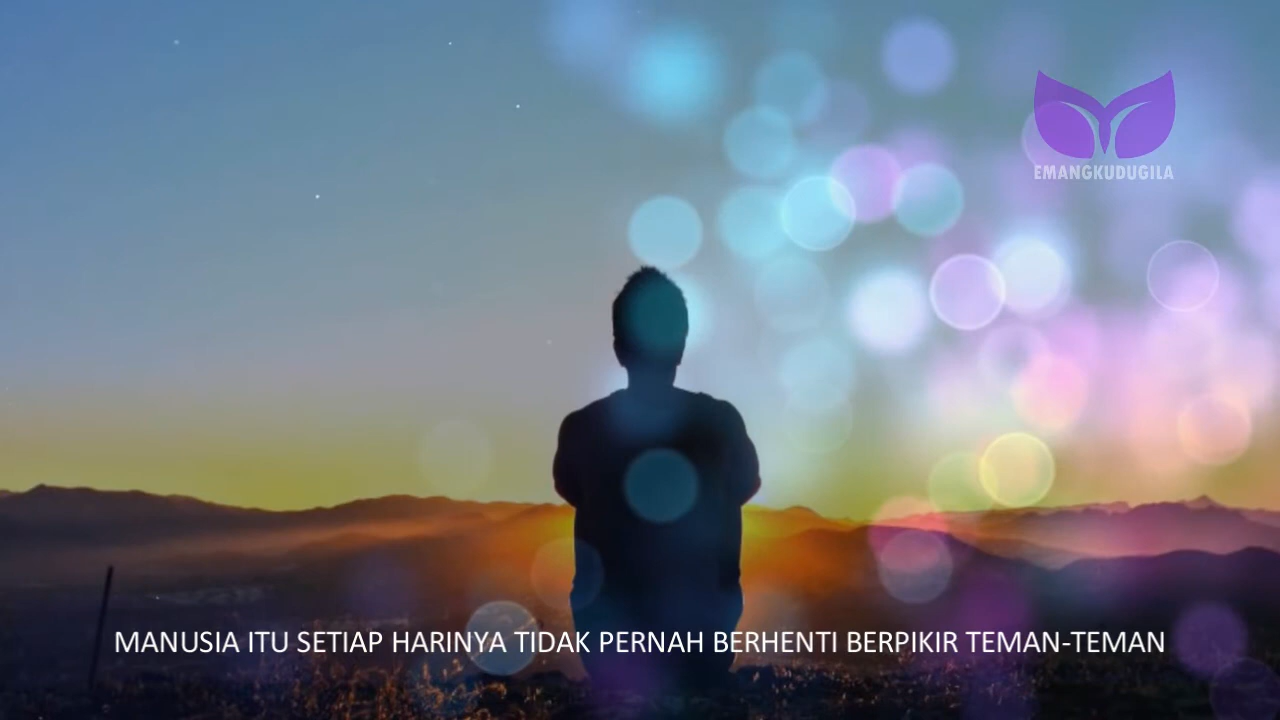 EMANGKUDUGILA
MANUSIA ITU SETIAP HARINYA TIDAK PERNAH BERHENTI BERPIKIR TEMAN-TEMAN